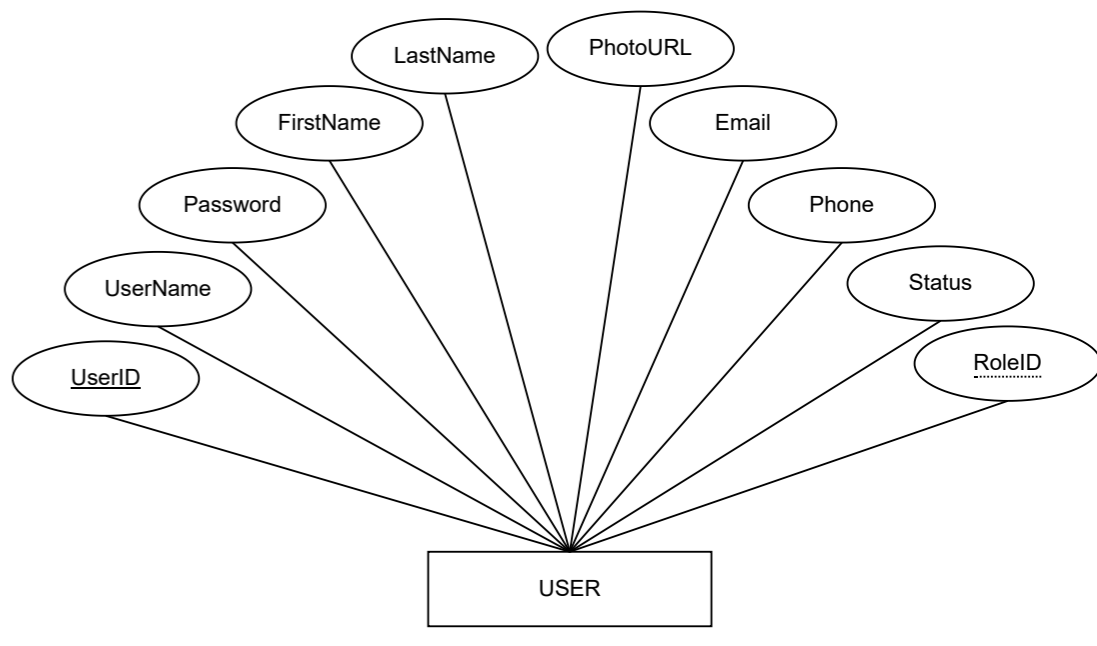 LastName
PhotoURL
FirstName
Email
Password
Phone
UserName
Status
UserID
RoleID
USER